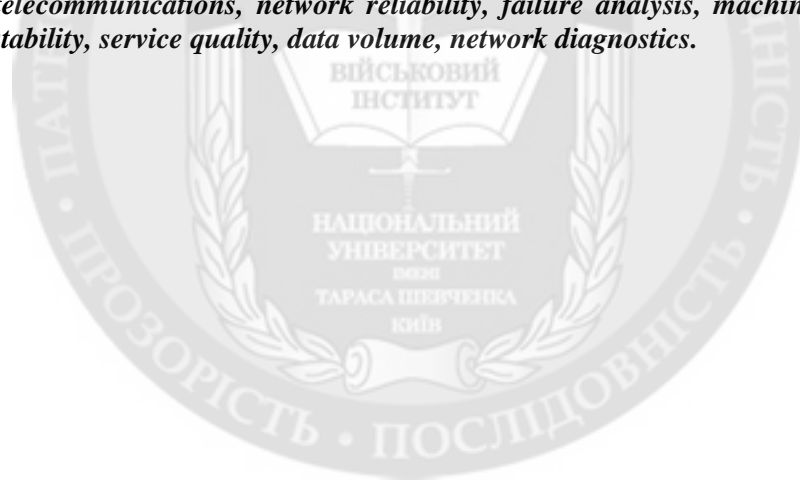 telecommunications, network reliability, failure analysis,
stability, service quality, data volume, network diagnostics.
ВІЙСЬКОВИЙ
ІНСТИТУТ
НАЦІОНАЛЬНИЙ
УНІВЕРСИТЕТ
ІМЕНІ
ТАРАСА ШЕВЧЕНКА
КИЇВ
ПРОЗОРІСТЬ • ПОСЛІДОВНІСТЬ